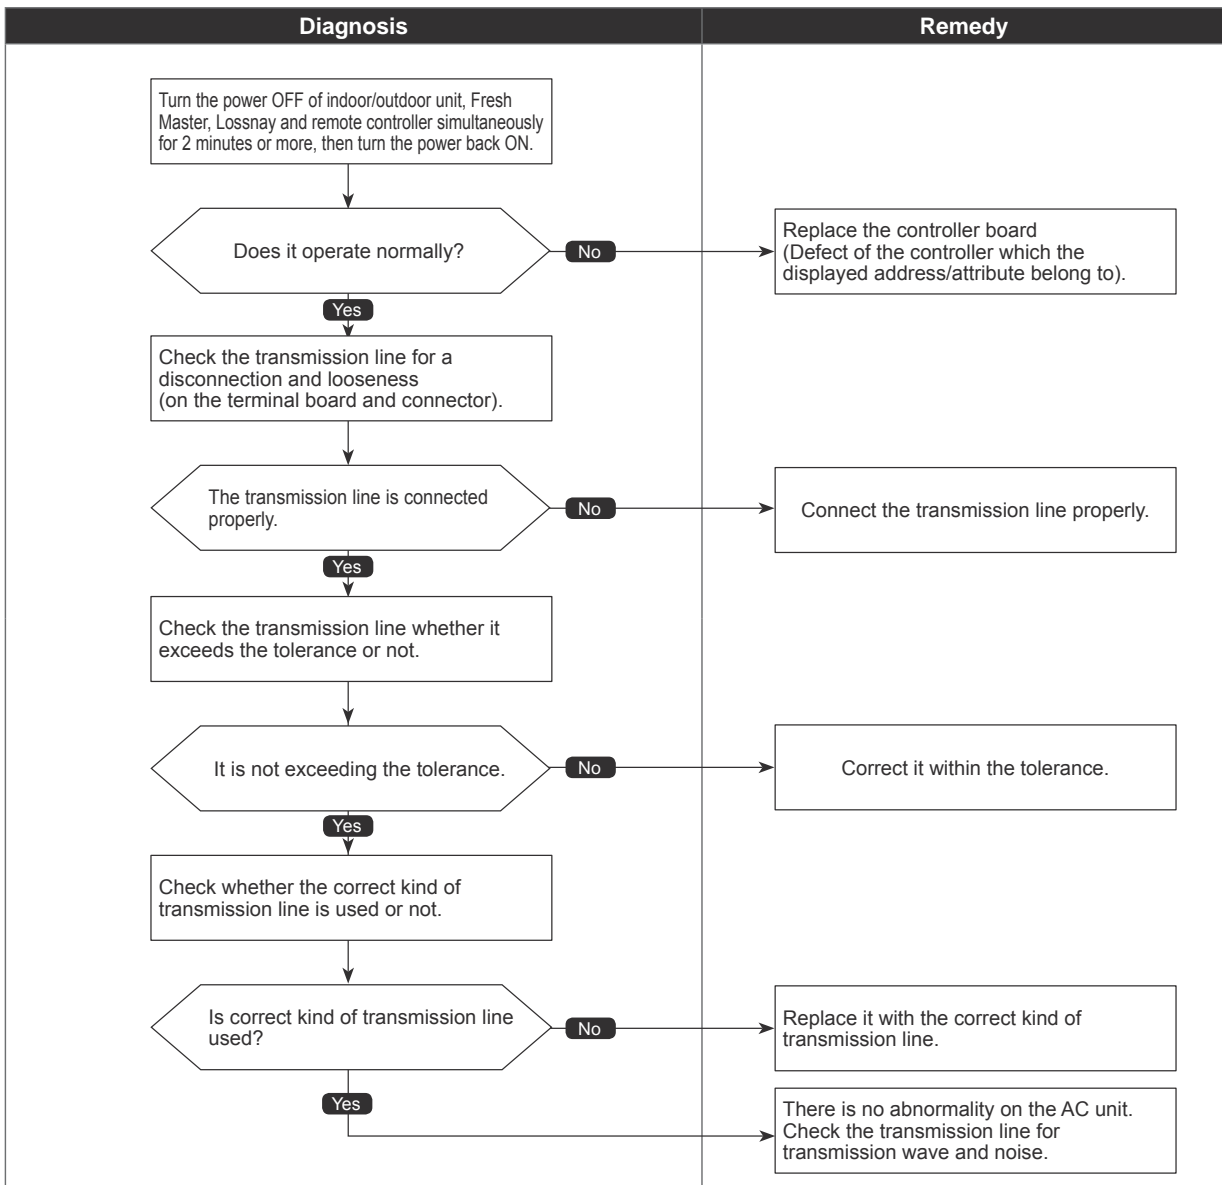 Diagnosis
Remedy
Turn the power OFF of indoor/outdoor unit, Fresh
Master, Lossnay and remote controller simultaneously
for 2 minutes or more, then turn the power back ON.
Does it operate normally?
No
Replace the controller board
(Defect of the controller which the
displayed address/attribute belong to).
Yes
Check the transmission line for a
disconnection and looseness
(on the terminal board and connector).
The transmission line is connected
properly.
No
Connect the transmission line properly.
Yes
Check the transmission line whether it
exceeds the tolerance or not.
It is not exceeding the tolerance.
No
Correct it within the tolerance.
Yes
Check whether the correct kind of
transmission line is used or not.
Is correct kind of transmission line
used?
No
Replace it with the correct kind of
transmission line.
Yes
There is no abnormality on the AC unit.
Check the transmission line for
transmission wave and noise.